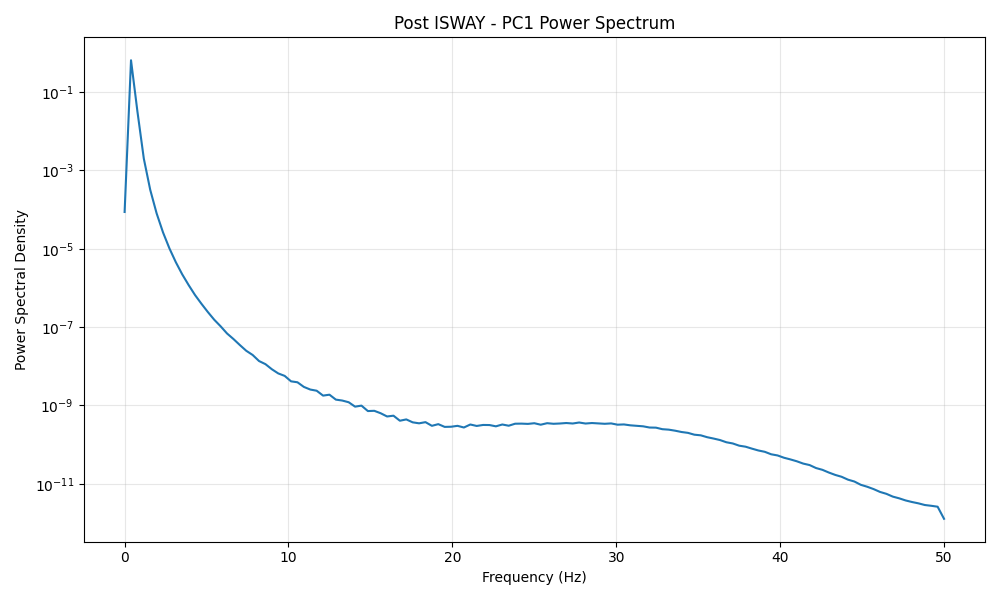 Post ISWAY - PC1 Power Spectrum
Power Spectral Density
10⁻¹
10⁻³
10⁻⁵
10⁻⁷
10⁻⁹
10⁻¹¹
0 10 20 30 40 50
Frequency (Hz)